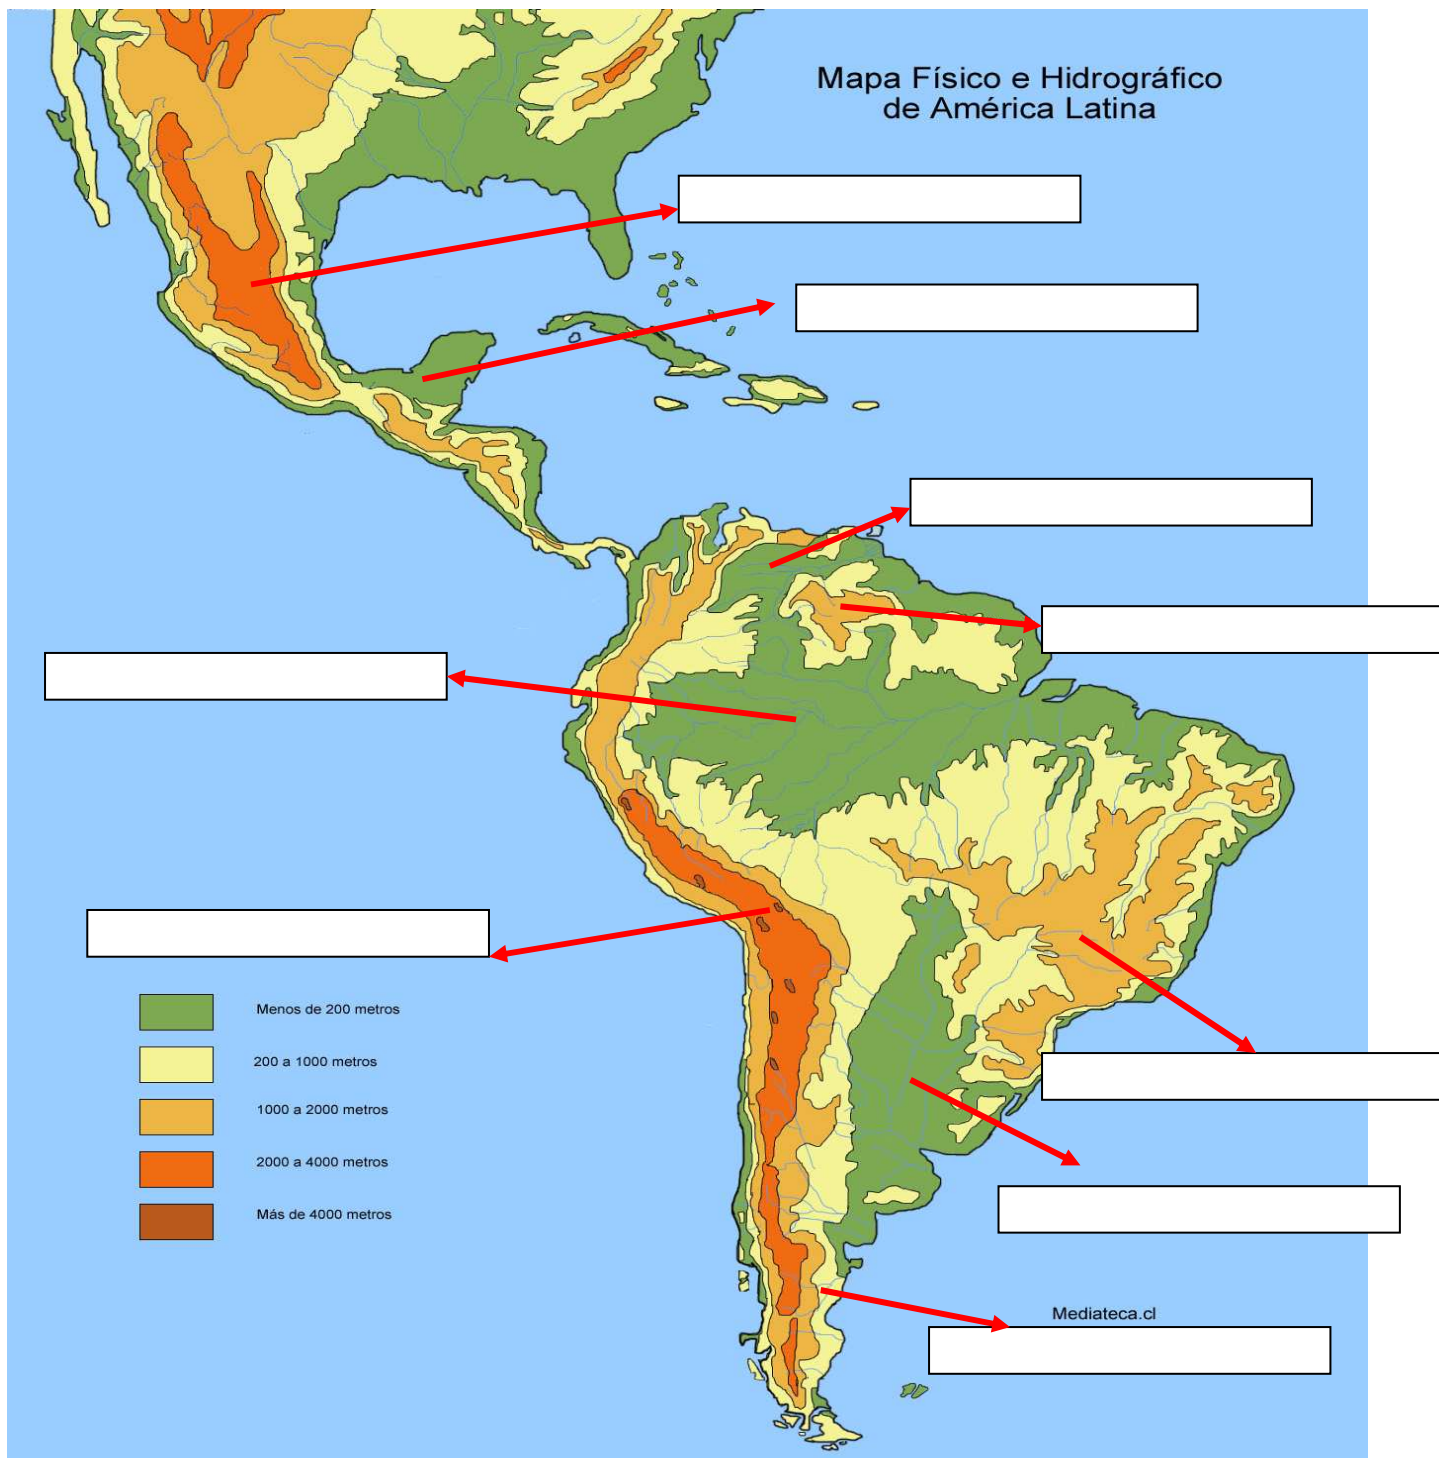 Mapa Físico e Hidrográfico
de América Latina
Menos de 200 metros
200 a 1000 metros
1000 a 2000 metros
2000 a 4000 metros
Más de 4000 metros
Mediateca.cl